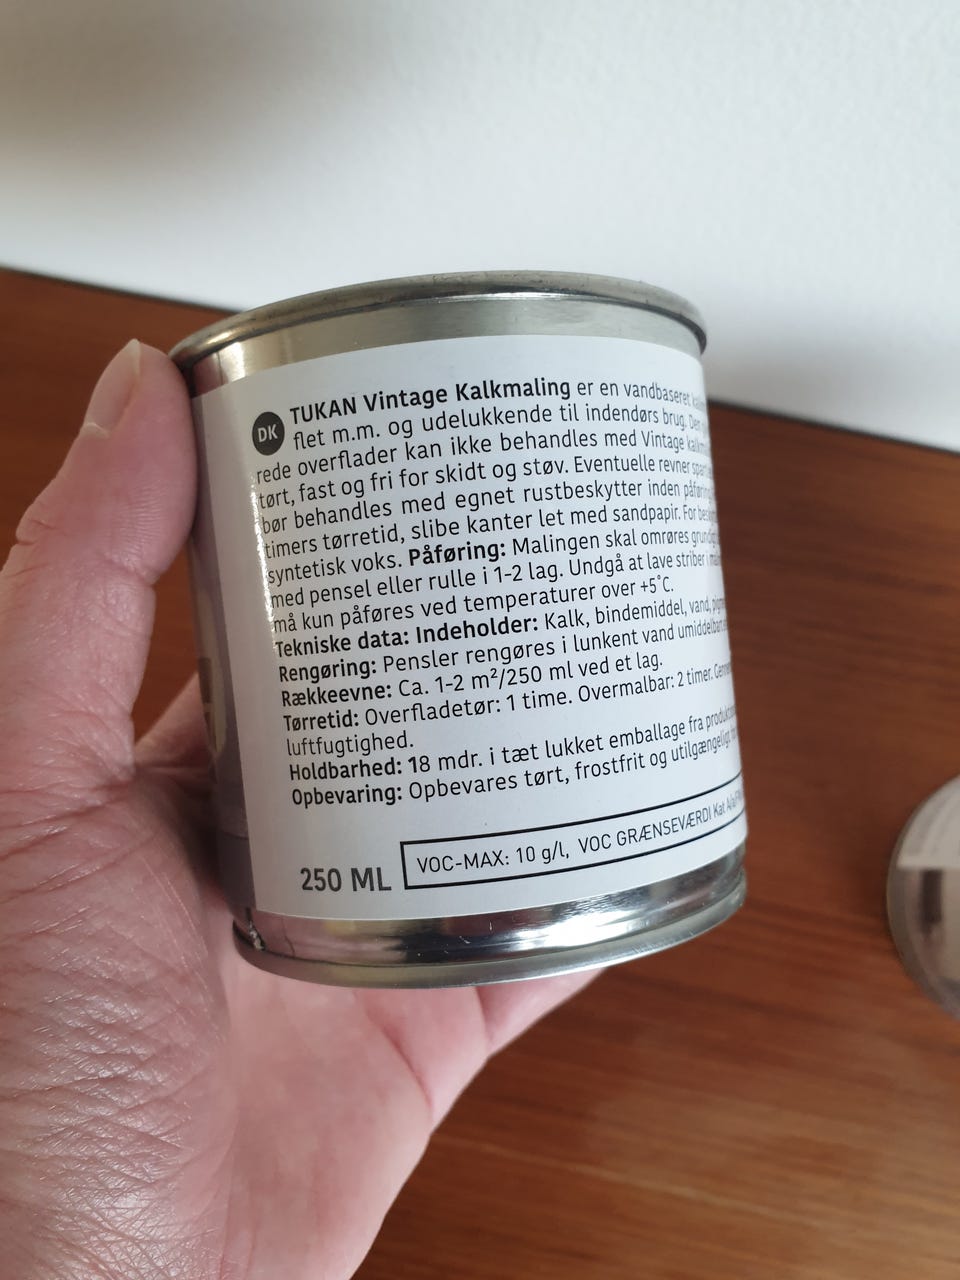 DK TUKAN Vintage Kalkmaling er en vandbaseret
flet m.m. og udelukkende til indendørs brug.
rede overflader kan ikke behandles med Vintage
tørt, fast og fri for skidt og støv. Eventuelle revner
bør behandles med egnet rustbeskytter inden påføring
timers tørretid, slibe kanter let med sandpapir. For
syntetisk voks. Påføring: Malingen skal omrøres
med pensel eller rulle i 1-2 lag. Undgå at lave striber i
må kun påføres ved temperaturer over +5°C.
Tekniske data: Indeholder: Kalk, bindemiddel, vand,
Rengøring: Pensler rengøres i lunkent vand
Rækkeevne: Ca. 1-2 m²/250 ml ved et lag.
Tørretid: Overfladetør: 1 time. Overmalbar: 2 timer.
luftfugtighed.
Holdbarhed: 18 mdr. i tæt lukket emballage fra
Opbevaring: Opbevares tørt, frostfrit og utilgængeligt
250 ML
VOC-MAX: 10 g/l, VOC GRÆNSEVÆRDI Kat